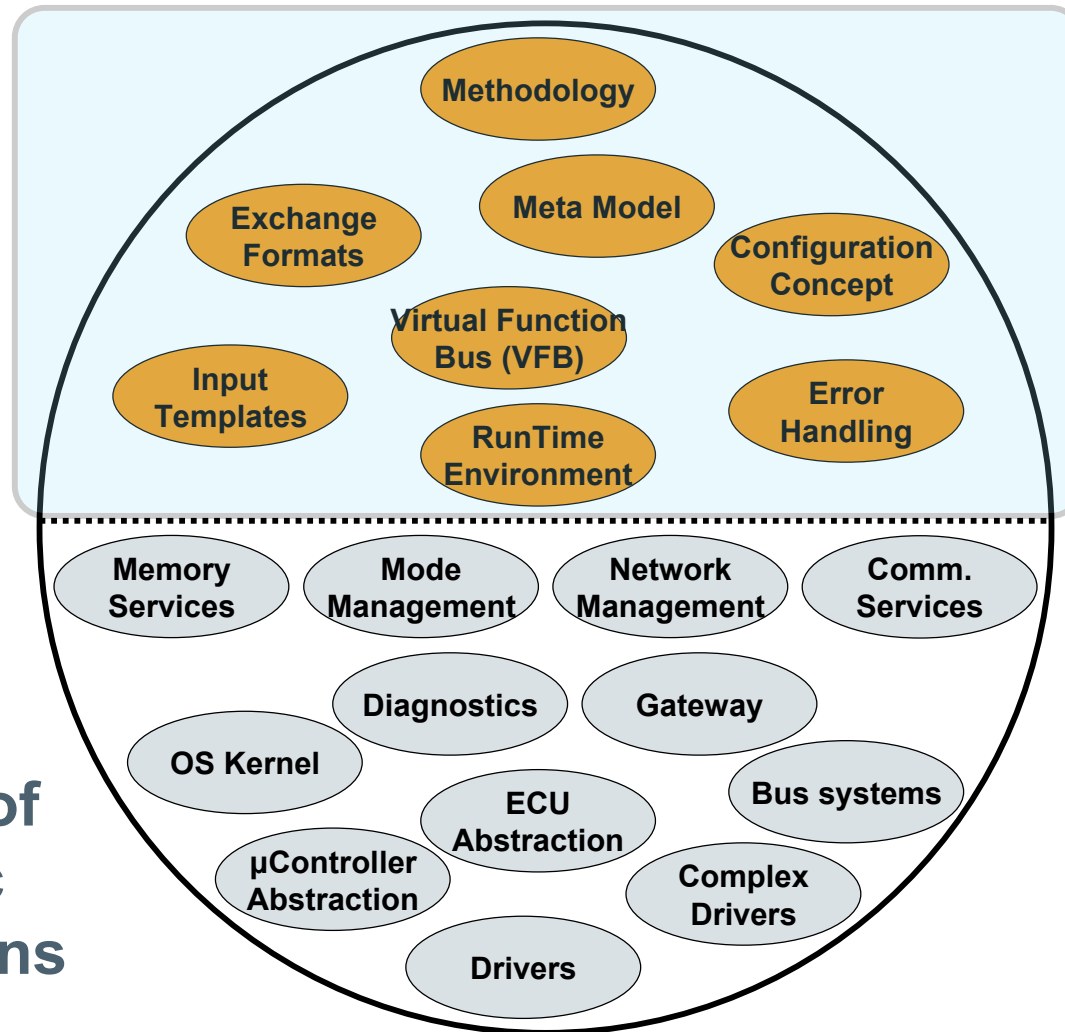 Methodology
Meta Model
Exchange
Formats
Configuration
Concept
Virtual Function
Bus (VFB)
Input
Templates
Error
Handling
RunTime
Environment
Memory
Services
Mode
Management
Network
Management
Comm.
Services
Diagnostics
Gateway
OS Kernel
Bus systems
ECU
Abstraction
of
µController
Abstraction
Complex
Drivers
ns
Drivers